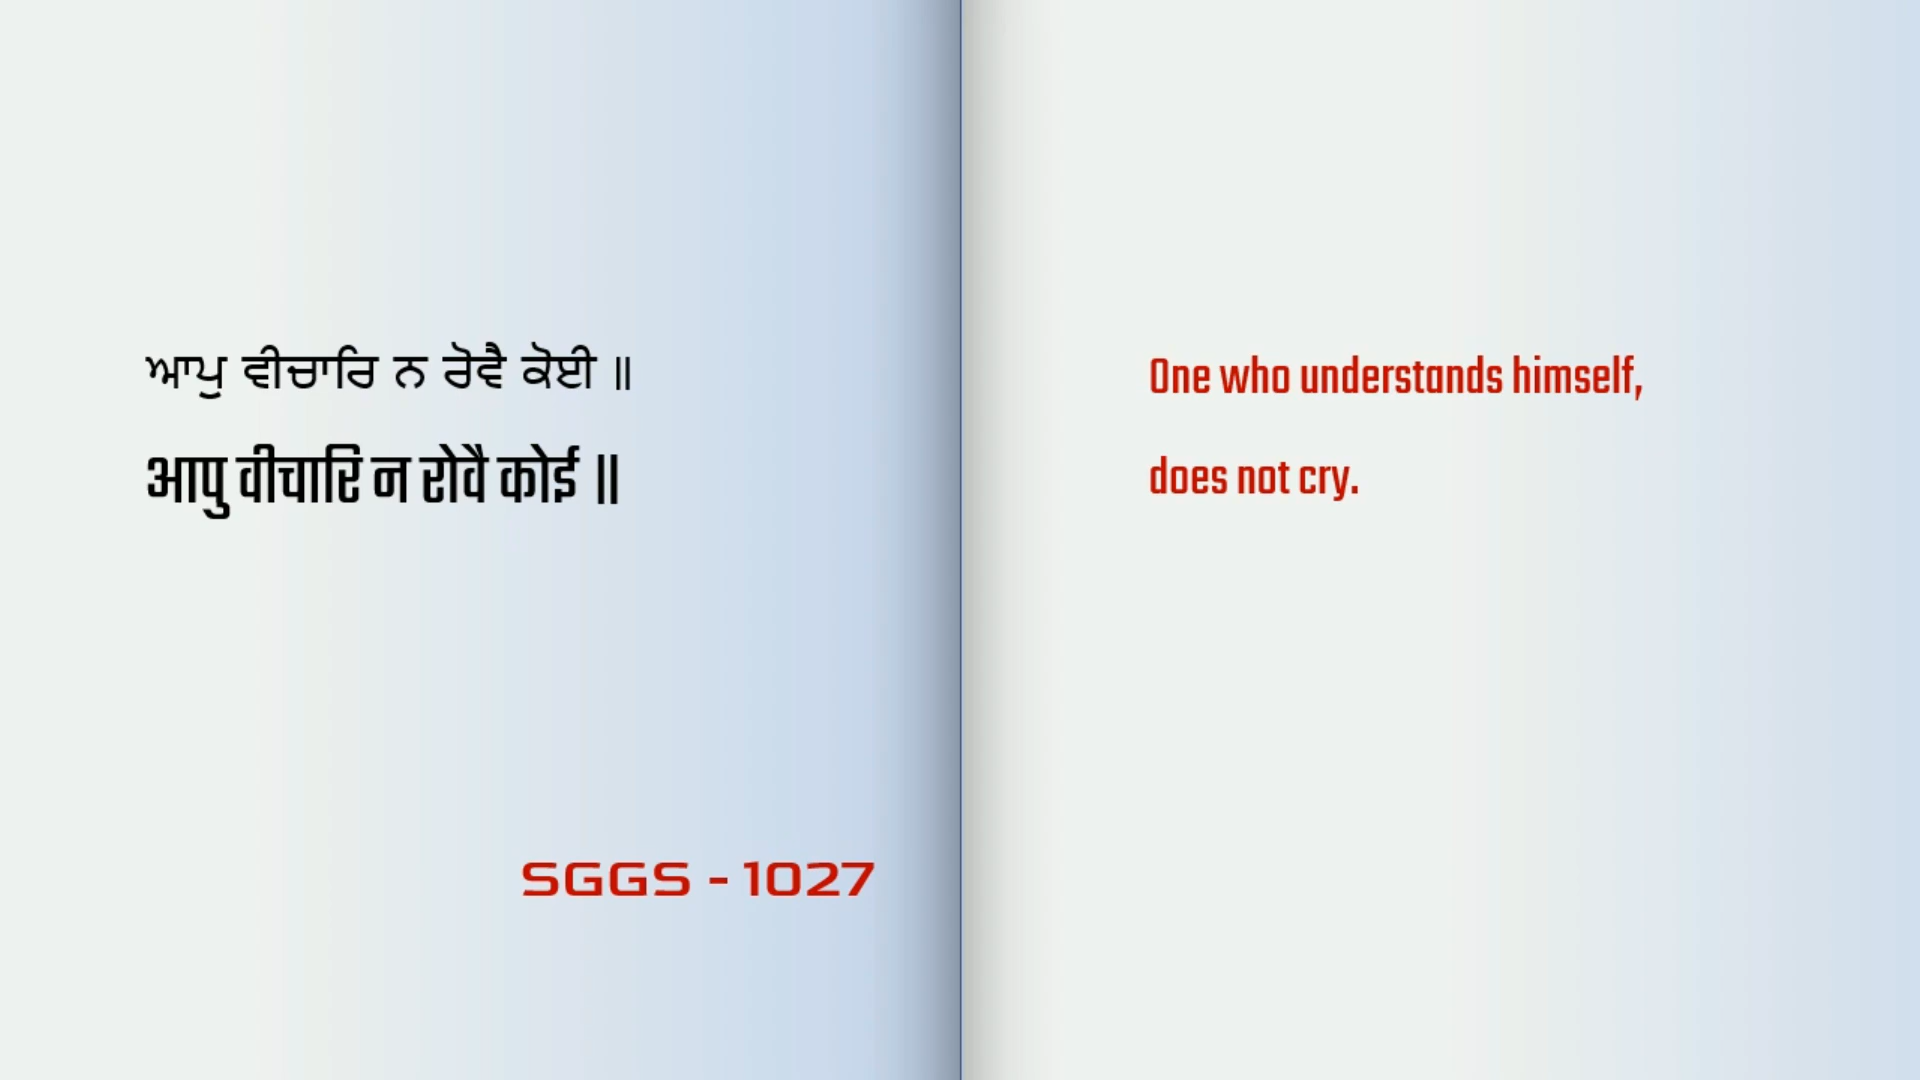 ਆਪੁ ਵੀਚਾਰਿ ਨ ਰੋਵੈ ਕੋਈ ॥
आपु वीचारि न रोवै कोई ॥
SGGS - 1027
One who understands himself,
does not cry.